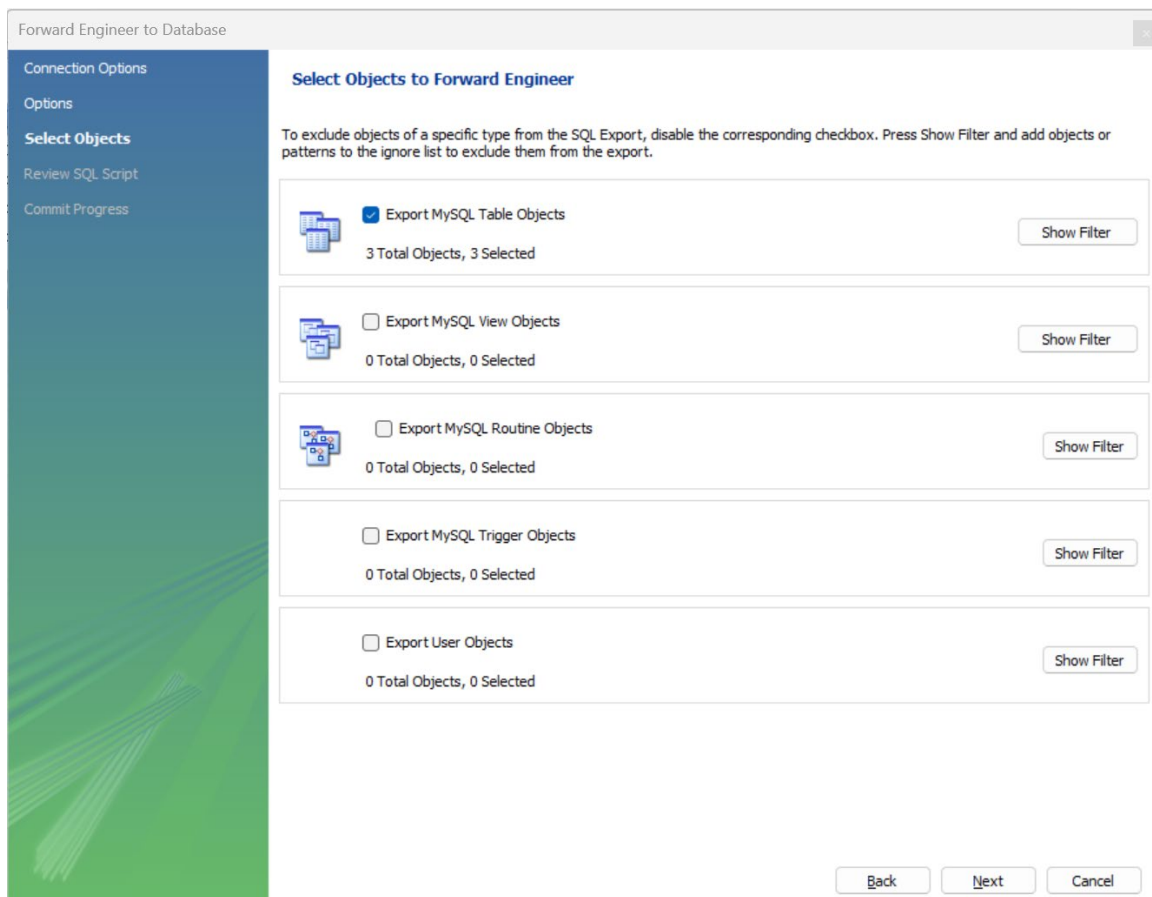 Forward Engineer to Database
Connection Options
Options
Select Objects
Review SQL Script
Commit Progress
Select Objects to Forward Engineer
To exclude objects of a specific type from the SQL Export, disable the corresponding checkbox. Press Show Filter and add objects or
patterns to the ignore list to exclude them from the export.
Export MySQL Table Objects
3 Total Objects, 3 Selected
Show Filter
Export MySQL View Objects
0 Total Objects, 0 Selected
Show Filter
Export MySQL Routine Objects
0 Total Objects, 0 Selected
Show Filter
Export MySQL Trigger Objects
0 Total Objects, 0 Selected
Show Filter
Export User Objects
0 Total Objects, 0 Selected
Show Filter
Back Next Cancel